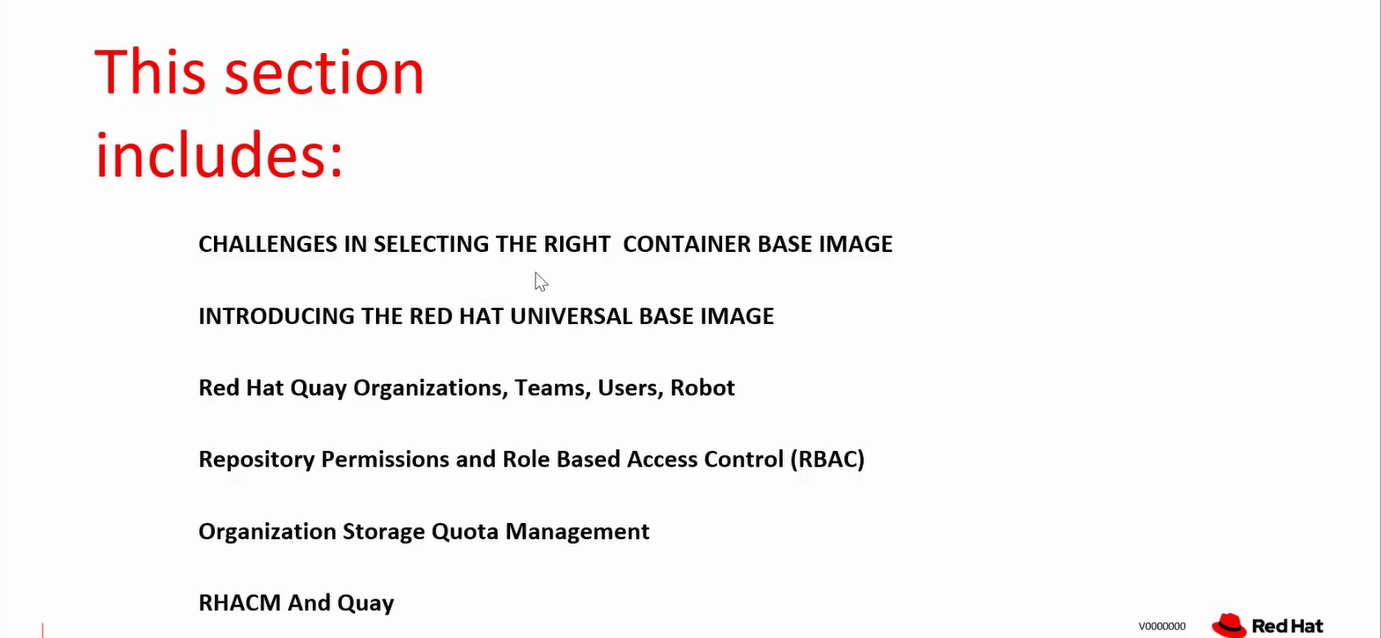 This section
includes:
CHALLENGES IN SELECTING THE RIGHT  CONTAINER BASE IMAGE
INTRODUCING THE RED HAT UNIVERSAL BASE IMAGE
Red Hat Quay Organizations, Teams, Users, Robot
Repository Permissions and Role Based Access Control (RBAC)
Organization Storage Quota Management
RHACM And Quay
V0000000
Red Hat